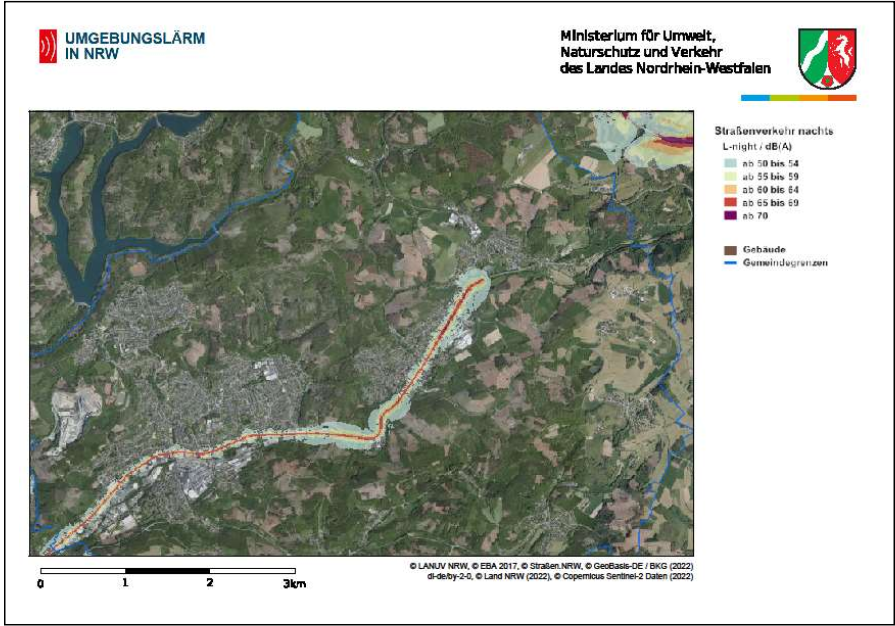 UMGEBUNGSLÄRM
IN NRW
Ministerium für Umwelt,
Naturschutz und Verkehr
des Landes Nordrhein-Westfalen
Straßenverkehr nachts
L-night / dB(A)
ab 50 bis 54
ab 55 bis 59
ab 60 bis 64
ab 65 bis 69
ab 70
Gebäude
Gemeindegrenzen
© LANUV NRW, © EBA 2017, © Straßen.NRW, © GeoBasis-DE / BKG (2022)
dl-de/by-2-0, © Land NRW (2022), © Copernicus Sentinel-2 Daten (2022)
0 1 2 3km